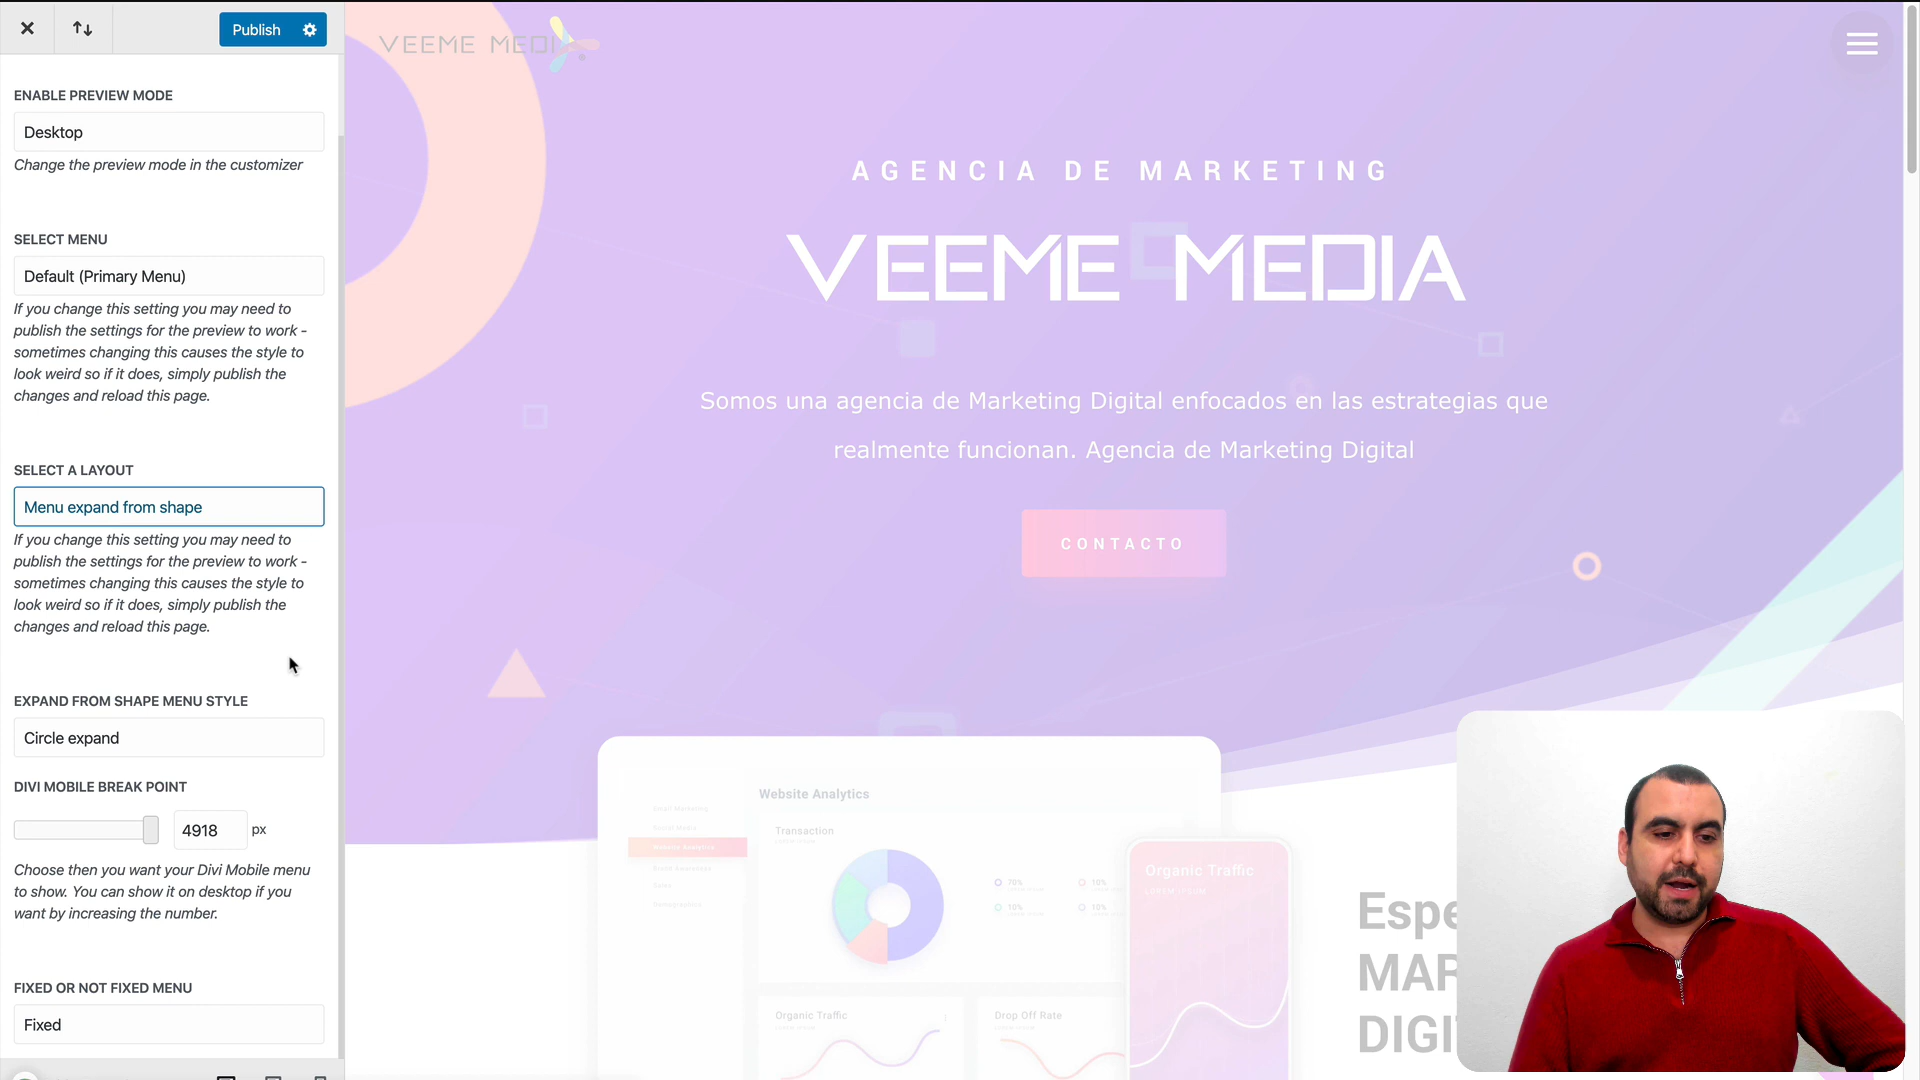 Publish
ENABLE PREVIEW MODE
Desktop
Change the preview mode in the customizer
SELECT MENU
Default (Primary Menu)
If you change this setting you may need to
publish the settings for the preview to work -
sometimes changing this causes the style to
look weird so if it does, simply publish the
changes and reload this page.
SELECT A LAYOUT
Menu expand from shape
If you change this setting you may need to
publish the settings for the preview to work -
sometimes changing this causes the style to
look weird so if it does, simply publish the
changes and reload this page.
EXPAND FROM SHAPE MENU STYLE
Circle expand
DIVI MOBILE BREAK POINT
4918 px
Choose then you want your Divi Mobile menu
to show. You can show it on desktop if you
want by increasing the number.
FIXED OR NOT FIXED MENU
Fixed
VEEME MEDI
AGENCIA DE MARKETING
VEEME MEDIA
Somos una agencia de Marketing Digital enfocados en las estrategias que
realmente funcionan. Agencia de Marketing Digital
CONTACTO
Website Analytics
Transaction
Website Analytics
70%
10%
10%
10%
Organic Traffic
Drop Off Rate
Organic Traffic
LOREM IPSUM
Espe
MAR
DIGI